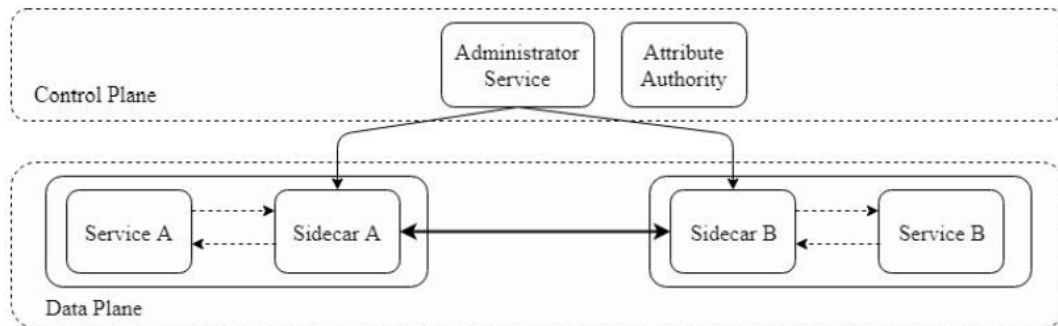 Administrator
Service
Attribute
Authority
Control Plane
Service A
Sidecar A
Sidecar B
Service B
Data Plane